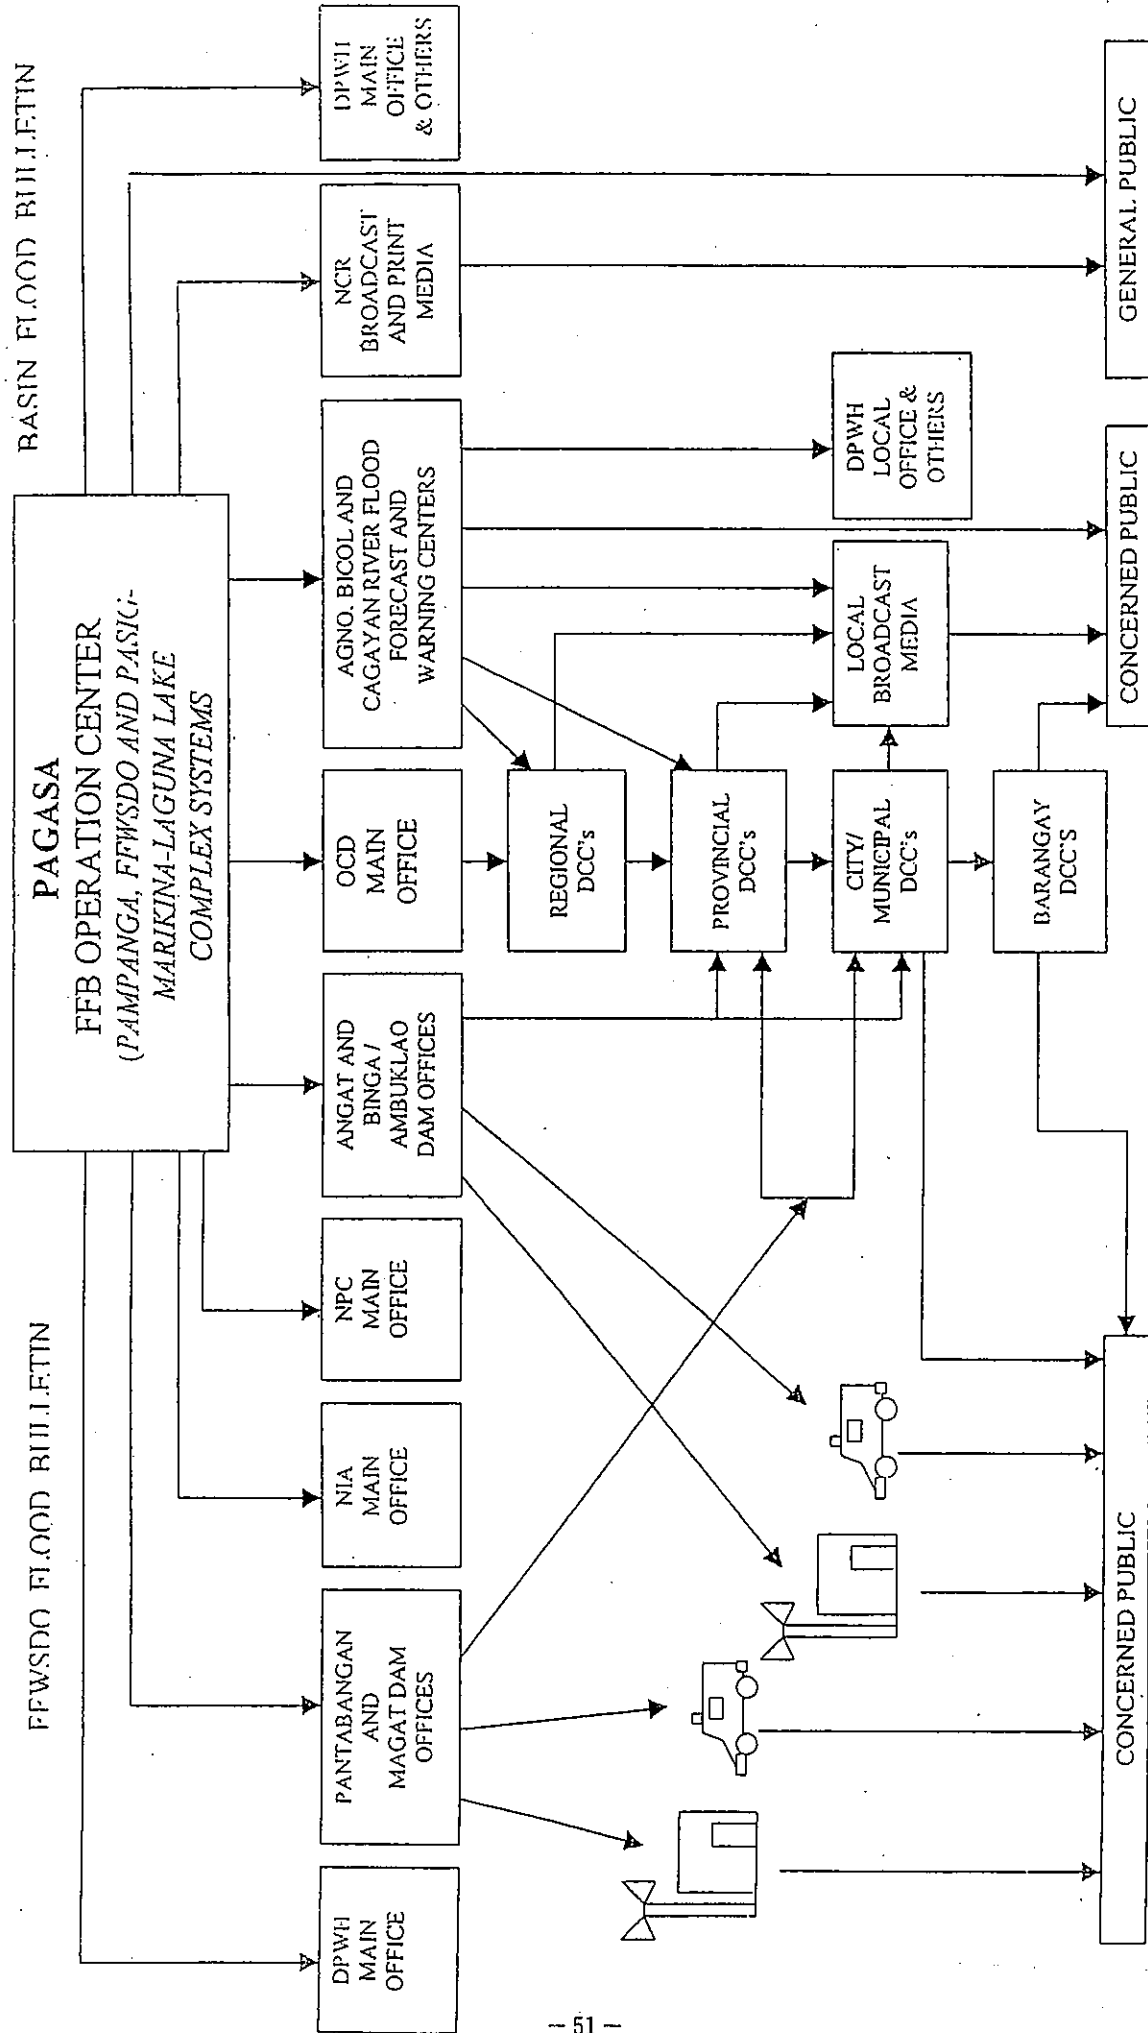 FFWSDO FLOOD BULLETIN
BASIN FLOOD BULLETIN
PAGASA
FFB OPERATION CENTER
(PAMPANGA, FFWSDO AND PASIG-
MARIKINA-LAGUNA LAKE
COMPLEX SYSTEMS
DPWH
MAIN
OFFICE
PANTABANGAN
AND
MAGAT DAM
OFFICES
NIA
MAIN
OFFICE
NPC
MAIN
OFFICE
ANGAT AND
BINGA /
AMBUKLAO
DAM OFFICES
OCD
MAIN
OFFICE
AGNO. BICOL AND
CAGAYAN RIVER FLOOD
FORECAST AND
WARNING CENTERS
NCR
BROADCAST
AND PRINT
MEDIA
DPWH
MAIN
OFFICE
& OTHERS
REGIONAL
DCC's
PROVINCIAL
DCC's
CITY/
MUNICIPAL
DCC's
LOCAL
BROADCAST
MEDIA
DPWH
LOCAL
OFFICE &
OTHERS
BARANGAY
DCC'S
CONCERNED PUBLIC
CONCERNED PUBLIC
GENERAL PUBLIC
— 51 —